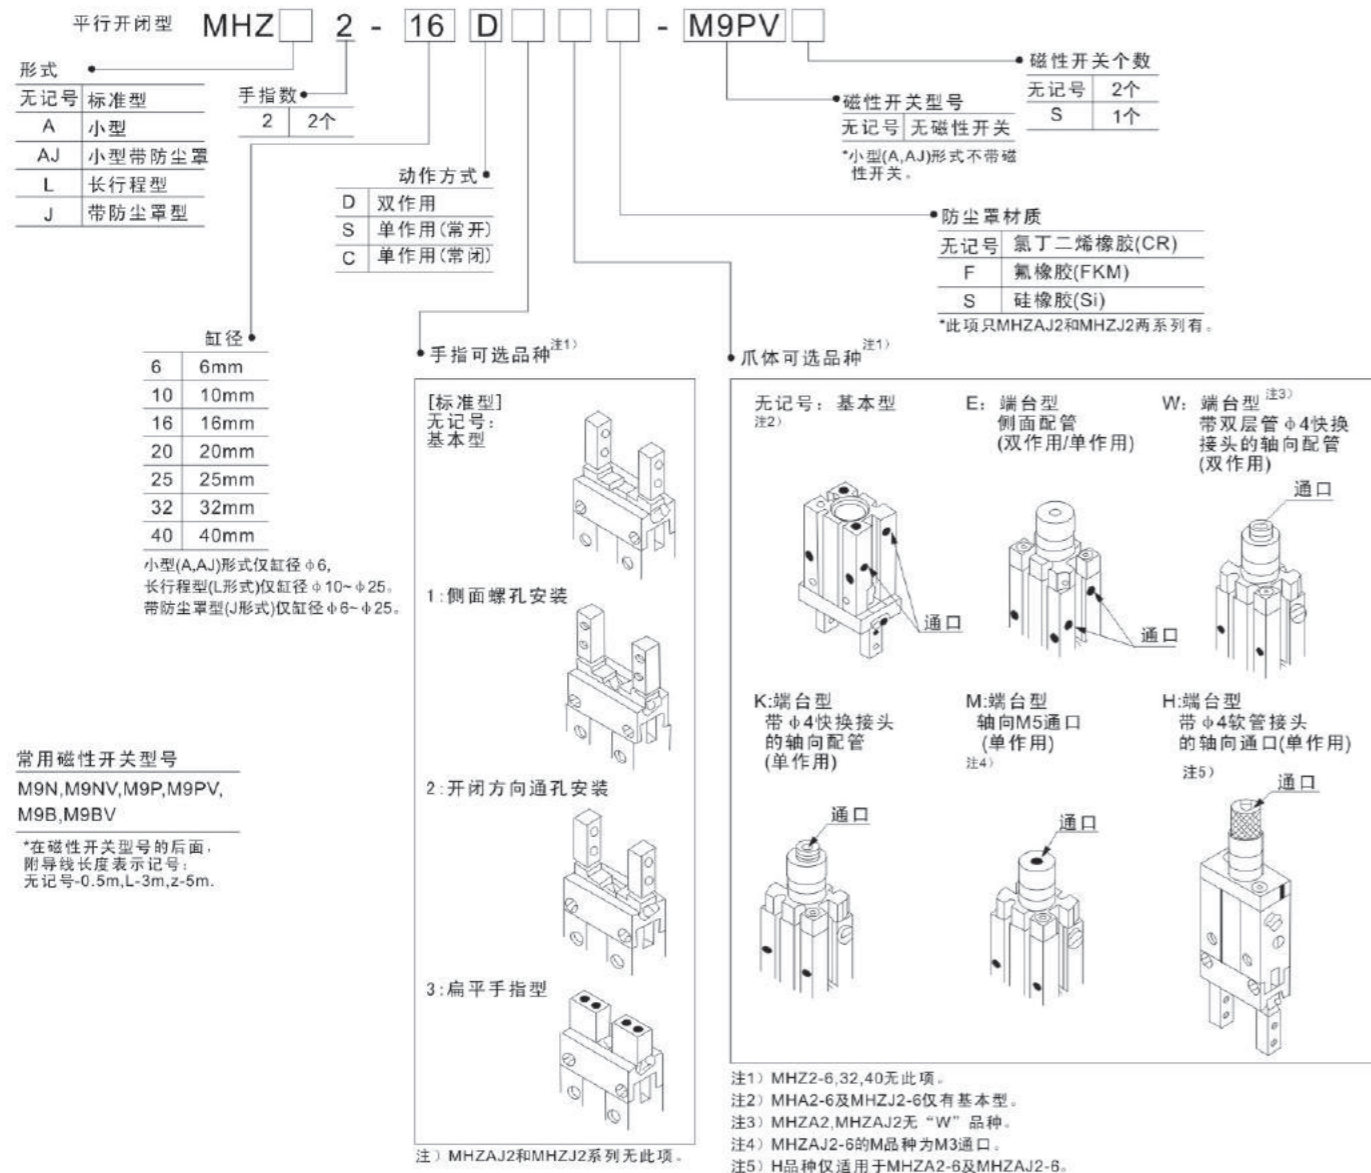 平行开闭型 MHZ□ 2 - 16 D □ □ □ - M9PV □
形式
无记号 标准型
A 小型
AJ 小型带防尘罩
L 长行程型
J 带防尘罩型
手指数
2 2个
动作方式
D 双作用
S 单作用(常开)
C 单作用(常闭)
磁性开关个数
无记号 2个
S 1个
磁性开关型号
无记号 无磁性开关
*小型(A,AJ)形式不带磁
性开关。
防尘罩材质
无记号 氯丁二烯橡胶(CR)
F 氟橡胶(FKM)
S 硅橡胶(Si)
*此项只MHZAJ2和MHZJ2两系列有。
缸径
6 6mm
10 10mm
16 16mm
20 20mm
25 25mm
32 32mm
40 40mm
小型(A,AJ)形式仅缸径φ6,
长行程型(L形式)仅缸径φ10~φ25。
带防尘罩型(J形式)仅缸径φ6~φ25。
常用磁性开关型号
M9N,M9NV,M9P,M9PV,
M9B,M9BV
*在磁性开关型号的后面,
附导线长度表示记号;
无记号-0.5m,L-3m,z-5m.
手指可选品种注1)
[标准型]
无记号:
基本型
1:侧面螺孔安装
2:开闭方向通孔安装
3:扁平手指型
注) MHZAJ2和MHZJ2系列无此项。
爪体可选品种注1)
无记号: 基本型
注2)
通口
E: 端台型
侧面配管
(双作用/单作用)
通口
W: 端台型注3)
带双层管φ4快换
接头的轴向配管
(双作用)
通口
K:端台型
带φ4快换接头
的轴向配管
(单作用)
通口
M:端台型
轴向M5通口
(单作用)
注4)
通口
H:端台型
带φ4软管接头
的轴向通口(单作用)
注5)
通口
注1) MHZ2-6,32,40无此项。
注2) MHA2-6及MHZJ2-6仅有基本型。
注3) MHZA2,MHZAJ2无“W”品种。
注4) MHZAJ2-6的M品种为M3通口。
注5) H品种仅适用于MHZA2-6及MHZAJ2-6。